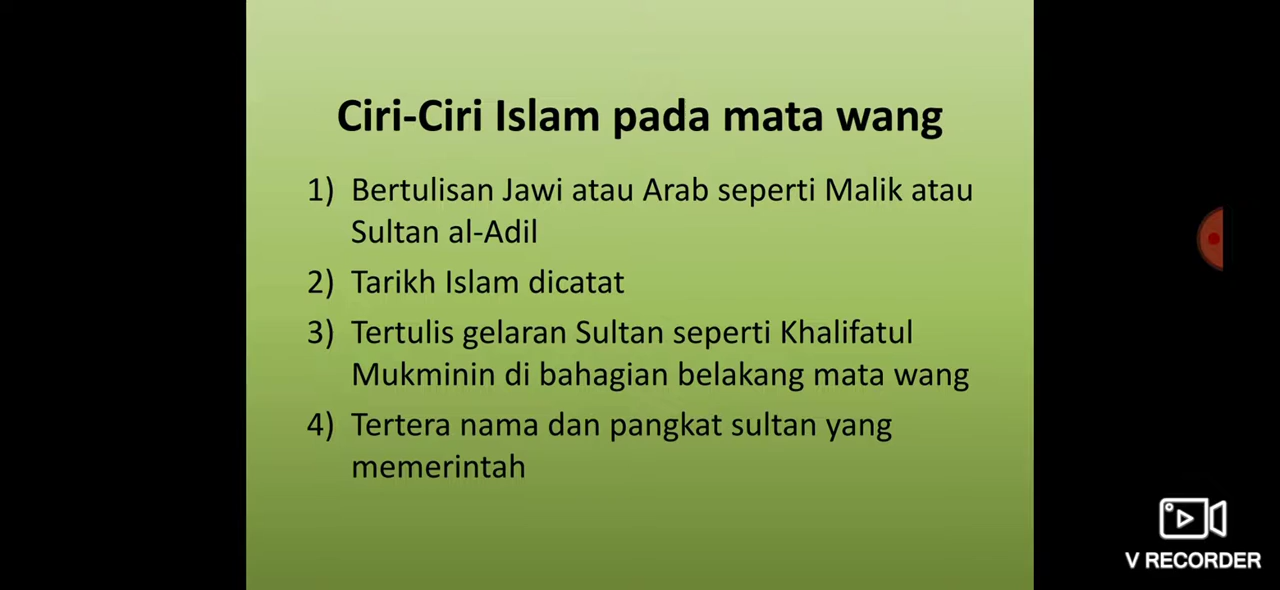 Ciri-Ciri Islam pada mata wang
1) Bertulisan Jawi atau Arab seperti Malik atau
Sultan al-Adil
2) Tarikh Islam dicatat
3) Tertulis gelaran Sultan seperti Khalifatul
Mukminin di bahagian belakang mata wang
4) Tertera nama dan pangkat sultan yang
memerintah
V RECORDER